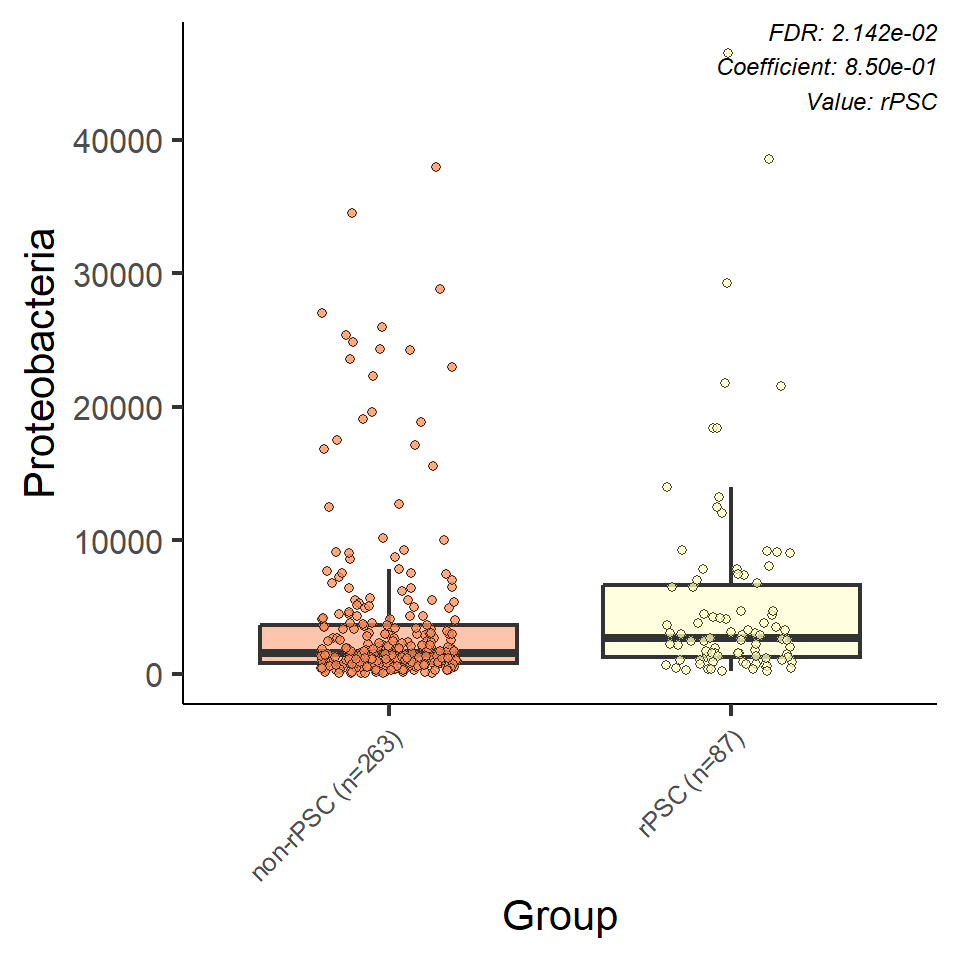 FDR: 2.142e-02
Coefficient: 8.50e-01
Value: rPSC
40000
30000
20000
10000
0
Proteobacteria
non-rPSC (n=263)
rPSC (n=87)
Group